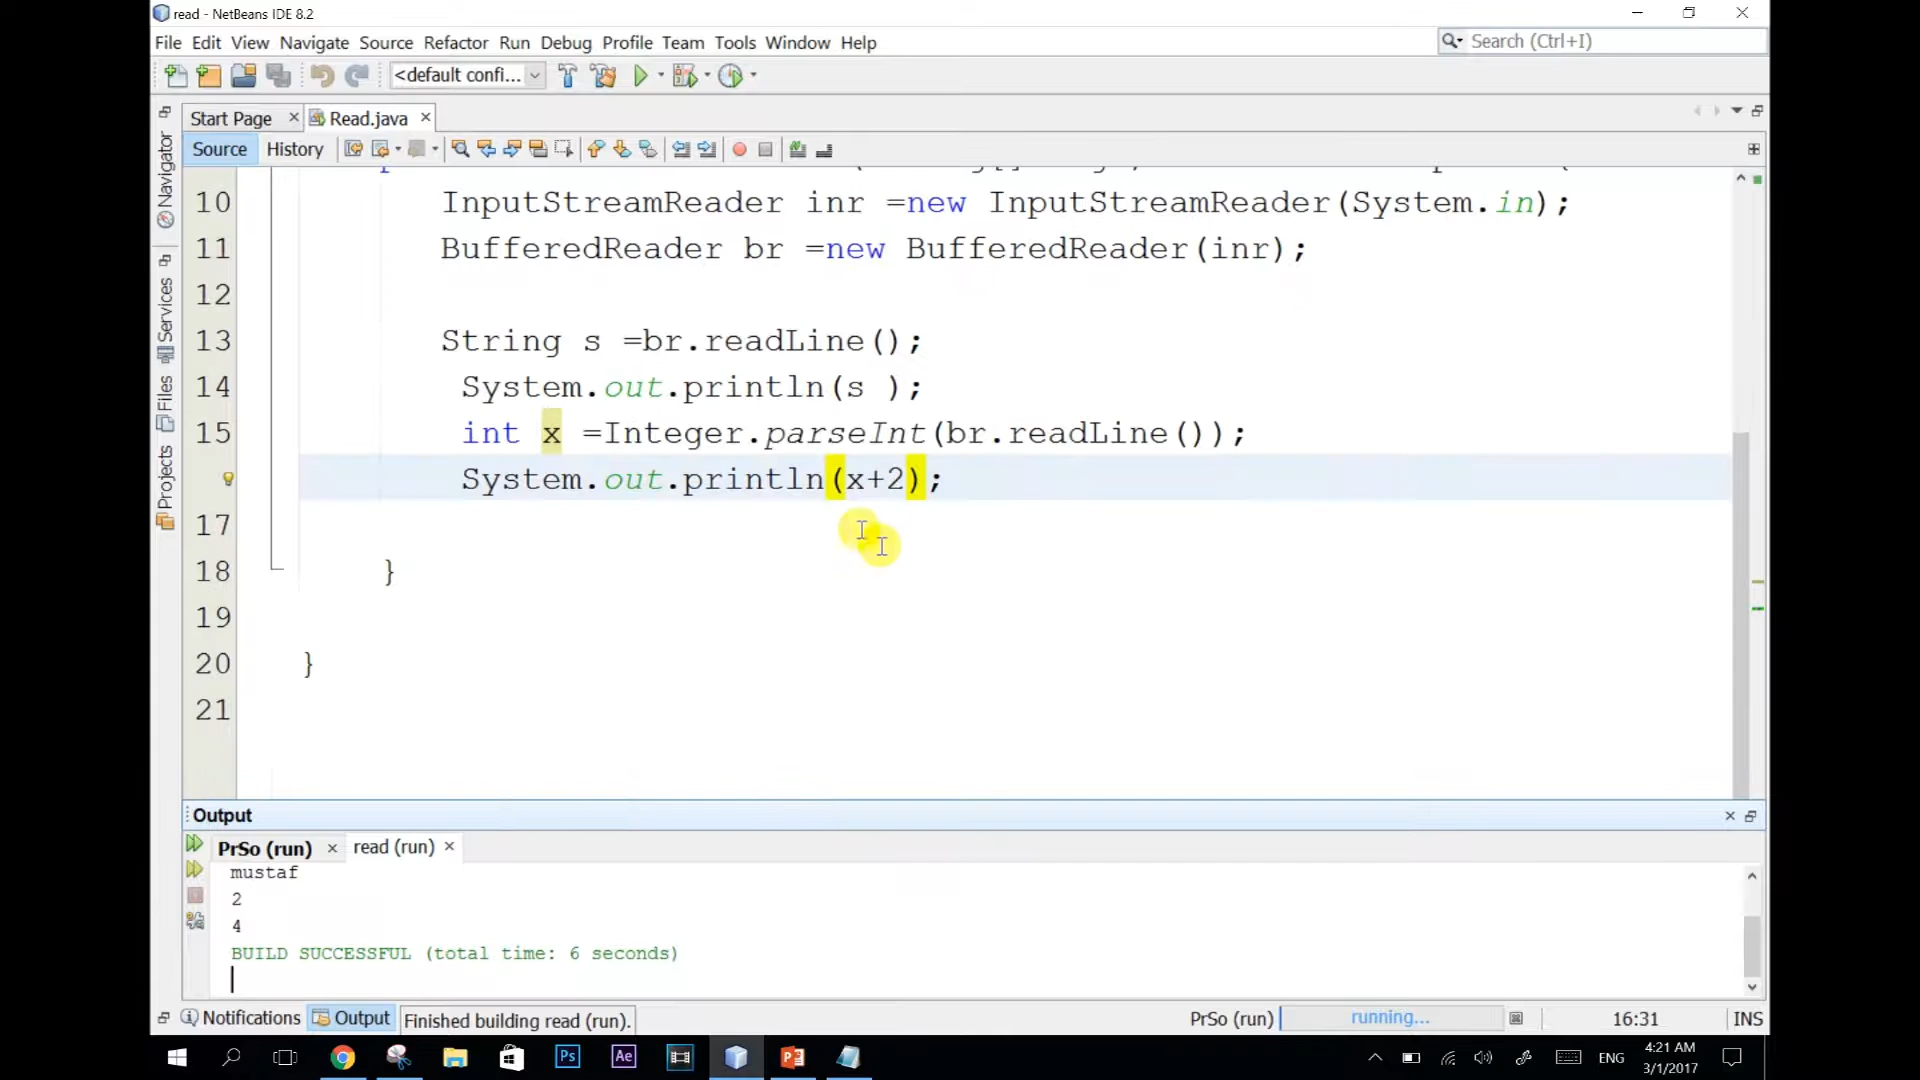 read - NetBeans IDE 8.2
File Edit View Navigate Source Refactor Run Debug Profile Team Tools Window Help
Search (Ctrl+I)
<default confi...
Start Page
Read.java
Source History
Navigator
Services
Files
Projects
10 InputStreamReader inr =new InputStreamReader(System.in);
11 BufferedReader br =new BufferedReader(inr);
12
13 String s =br.readLine();
14 System.out.println(s );
15 int x =Integer.parseInt(br.readLine());
System.out.println(x+2);
17
18 }
19
20 }
21
Output
PrSo (run) read (run)
mustaf
2
4
BUILD SUCCESSFUL (total time: 6 seconds)
Notifications Output Finished building read (run). PrSo (run) running... 16:31 INS
Ps Ae ENG 4:21 AM
3/1/2017